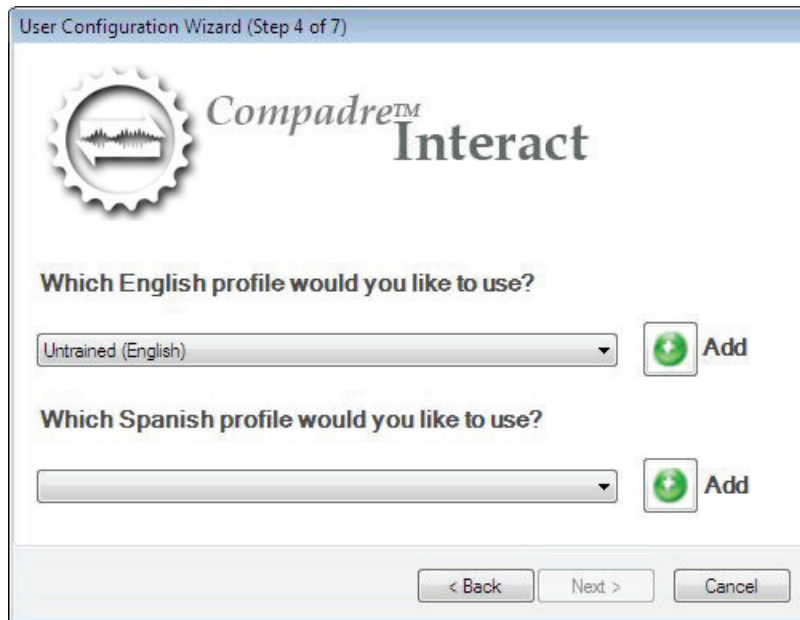 User Configuration Wizard (Step 4 of 7)
Compadre™
Interact
Which English profile would you like to use?
Untrained (English)
Add
Which Spanish profile would you like to use?
Add
< Back
Next >
Cancel